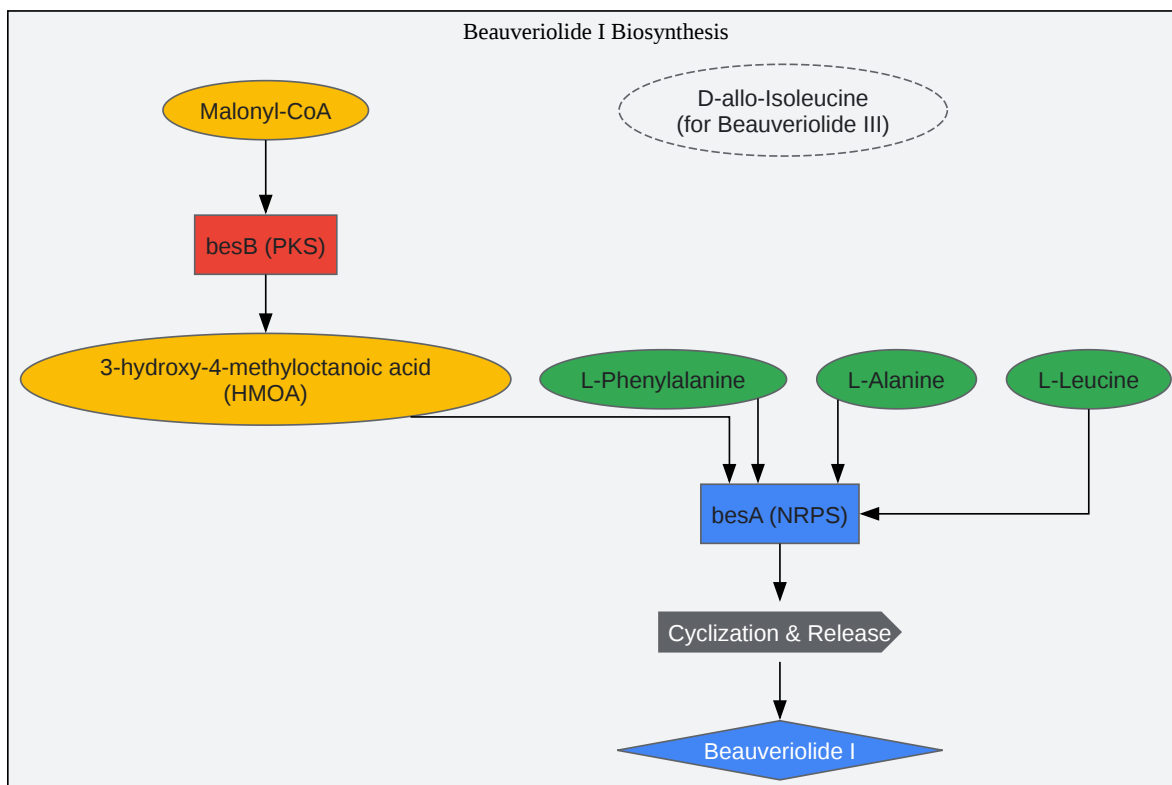 Beauveriolide I Biosynthesis
Malonyl-CoA
D-allo-Isoleucine
(for Beauveriolide III)
besB (PKS)
3-hydroxy-4-methyloctanoic acid
(HMOA)
L-Phenylalanine
L-Alanine
L-Leucine
besA (NRPS)
Cyclization & Release
Beauveriolide I